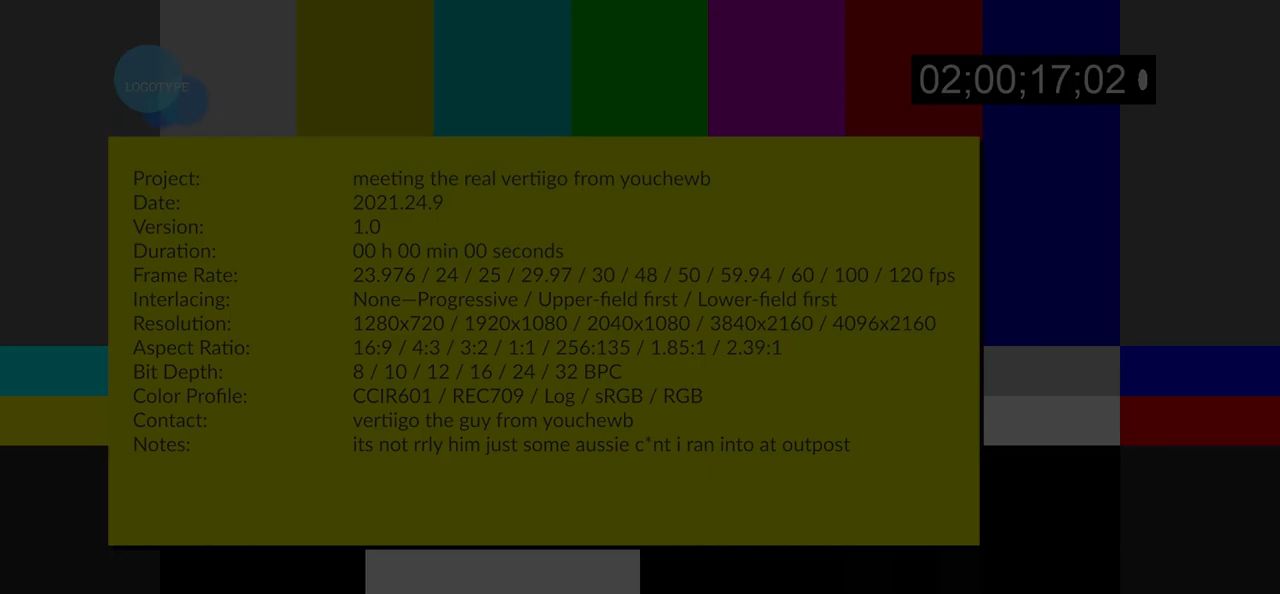 LOGOTYPE
02;00;17;02
Project: meeting the real vertiigo from youchewb
Date: 2021.24.9
Version: 1.0
Duration: 00 h 00 min 00 seconds
Frame Rate: 23.976 / 24 / 25 / 29.97 / 30 / 48 / 50 / 59.94 / 60 / 100 / 120 fps
Interlacing: None—Progressive / Upper-field first / Lower-field first
Resolution: 1280x720 / 1920x1080 / 2040x1080 / 3840x2160 / 4096x2160
Aspect Ratio: 16:9 / 4:3 / 3:2 / 1:1 / 256:135 / 1.85:1 / 2.39:1
Bit Depth: 8 / 10 / 12 / 16 / 24 / 32 BPC
Color Profile: CCIR601 / REC709 / Log / sRGB / RGB
Contact: vertiigo the guy from youchewb
Notes: its not rrly him just some aussie c*nt i ran into at outpost